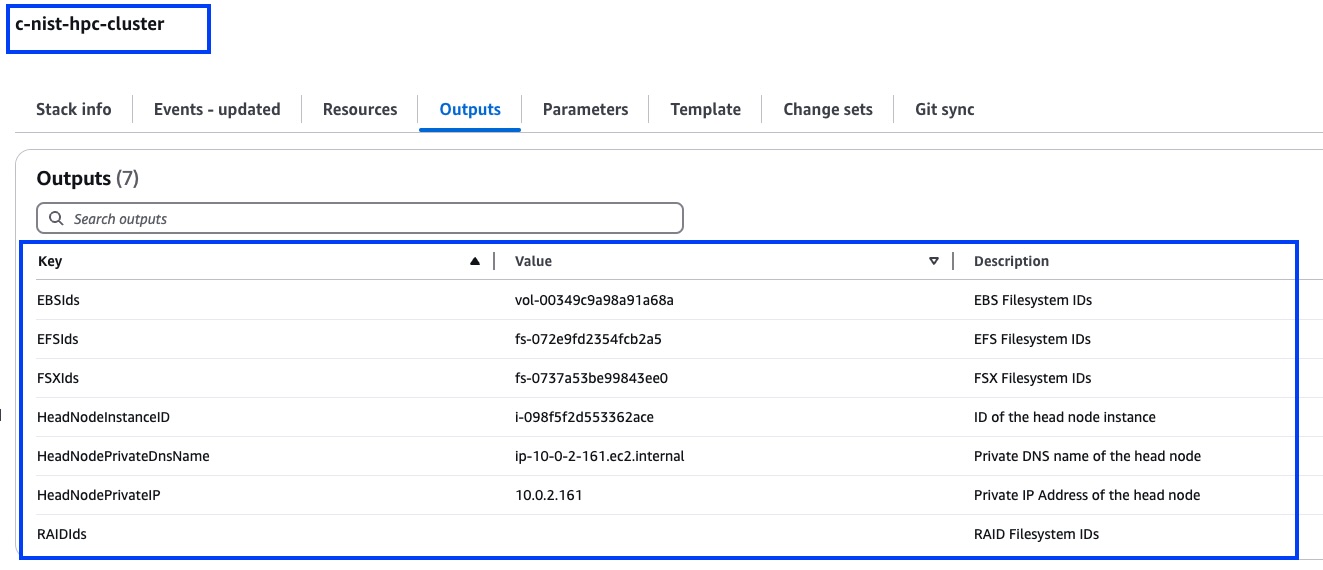 c-nist-hpc-cluster
Stack info Events - updated Resources Outputs Parameters Template Change sets Git sync
Outputs (7)
Search outputs
Key Value Description
EBSIds vol-00349c9a98a91a68a EBS Filesystem IDs
EFSIds fs-072e9fd2354fcb2a5 EFS Filesystem IDs
FSXIds fs-0737a53be99843ee0 FSX Filesystem IDs
HeadNodeInstanceID i-098f5f2d553362ace ID of the head node instance
HeadNodePrivateDnsName ip-10-0-2-161.ec2.internal Private DNS name of the head node
HeadNodePrivateIP 10.0.2.161 Private IP Address of the head node
RAIDIds RAID Filesystem IDs